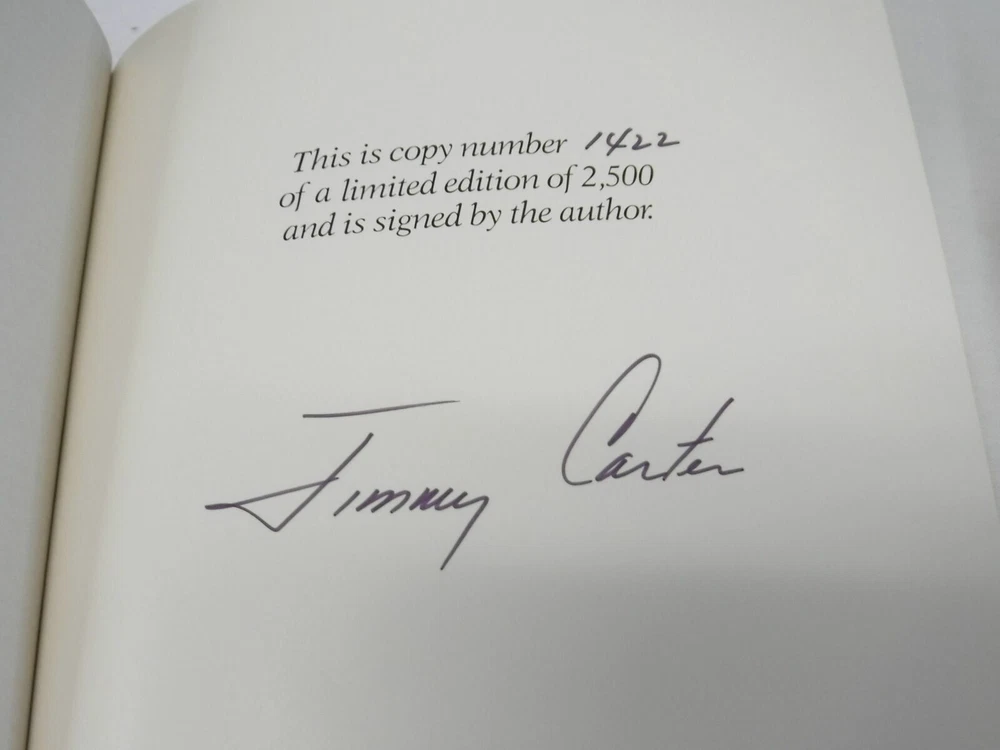 This is copy number 1422
of a limited edition of 2,500
and is signed by the author.
Jimmy Carter